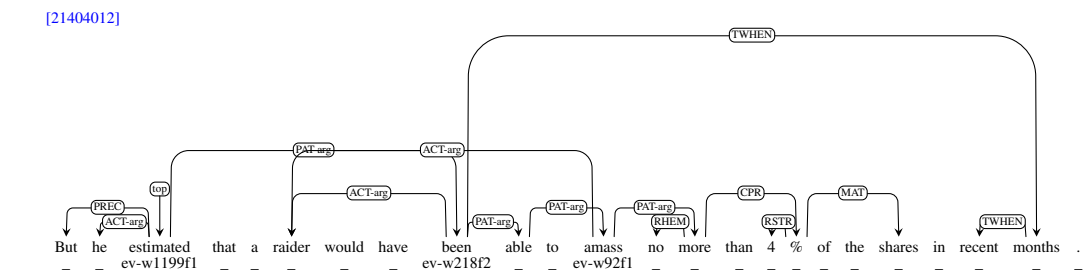 [21404012]
TWHEN
PAT-arg ACT-arg
top ACT-arg CPR MAT
PREC PAT-arg PAT-arg
ACT-arg PAT-arg RHEM RSTR TWHEN
But he estimated that a raider would have been able to amass no more than 4 % of the shares in recent months .
_ _ ev-w1199f1 _ _ _ _ _ ev-w218f2 _ _ ev-w92f1 _ _ _ _ _ _ _ _ _ _ _ _